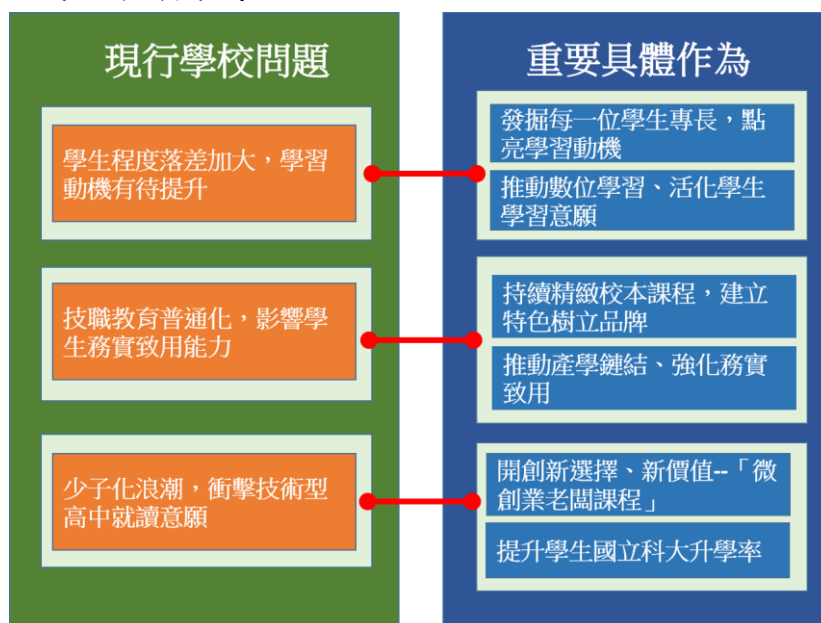 現行學校問題
學生程度落差加大，學習
動機有待提升
技職教育普通化，影響學
生務實致用能力
少子化浪潮，衝擊技術型
高中就讀意願
重要具體作為
發掘每一位學生專長，點
亮學習動機
推動數位學習、活化學生
學習意願
持續精緻校本課程，建立
特色樹立品牌
推動產學鏈結、強化務實
致用
開創新選擇、新價值--「微
創業老闆課程」
提升學生國立科大升學率